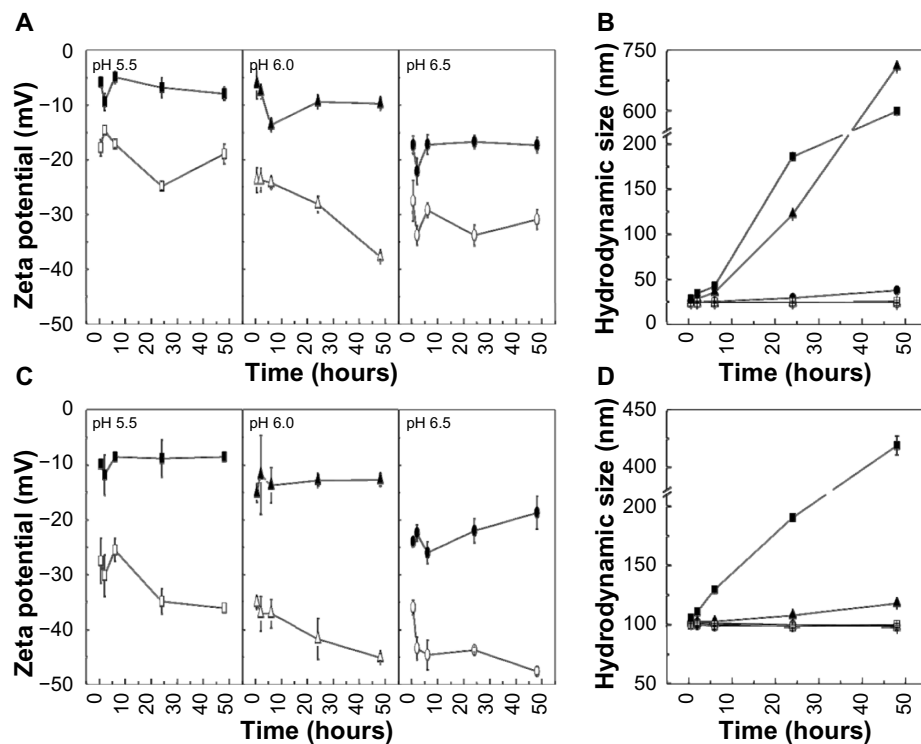 A
Zeta potential (mV)
0
−10
−20
−30
−40
−50
pH 5.5
pH 6.0
pH 6.5
0 10 20 30 40 50 0 10 20 30 40 50 0 10 20 30 40 50
Time (hours)
B
Hydrodynamic size (nm)
750
600
200
150
100
50
0
0 10 20 30 40 50
Time (hours)
C
Zeta potential (mV)
0
−10
−20
−30
−40
−50
pH 5.5
pH 6.0
pH 6.5
0 10 20 30 40 50 0 10 20 30 40 50 0 10 20 30 40 50
Time (hours)
D
Hydrodynamic size (nm)
450
400
200
150
100
50
0 10 20 30 40 50
Time (hours)